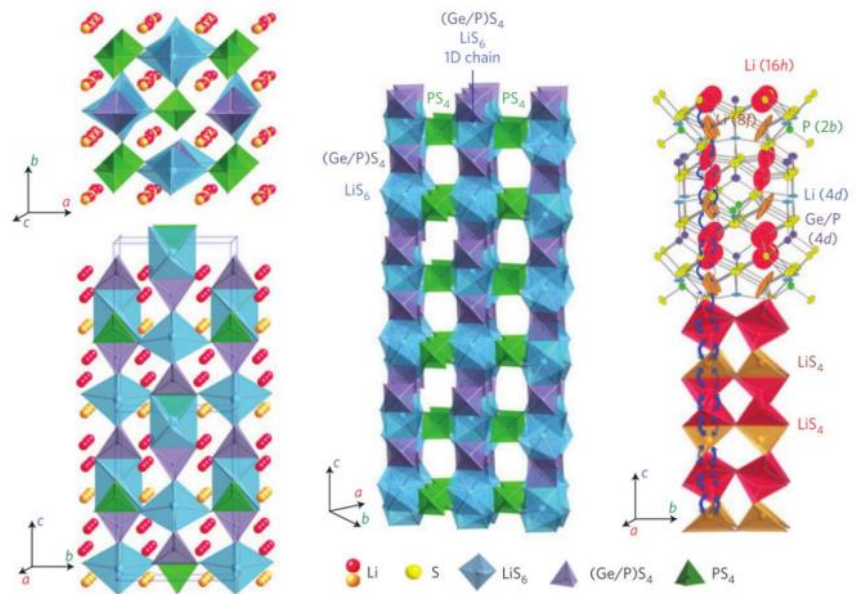 b
c
a
c
a
b
(Ge/P)S₄
LiS₆
1D chain
PS₄
PS₄
(Ge/P)S₄
LiS₆
c
a
b
Li (16h)
Li (8f)
P (2b)
Li (4d)
Ge/P
(4d)
LiS₄
LiS₄
c
a
b
Li
S
LiS₆
(Ge/P)S₄
PS₄